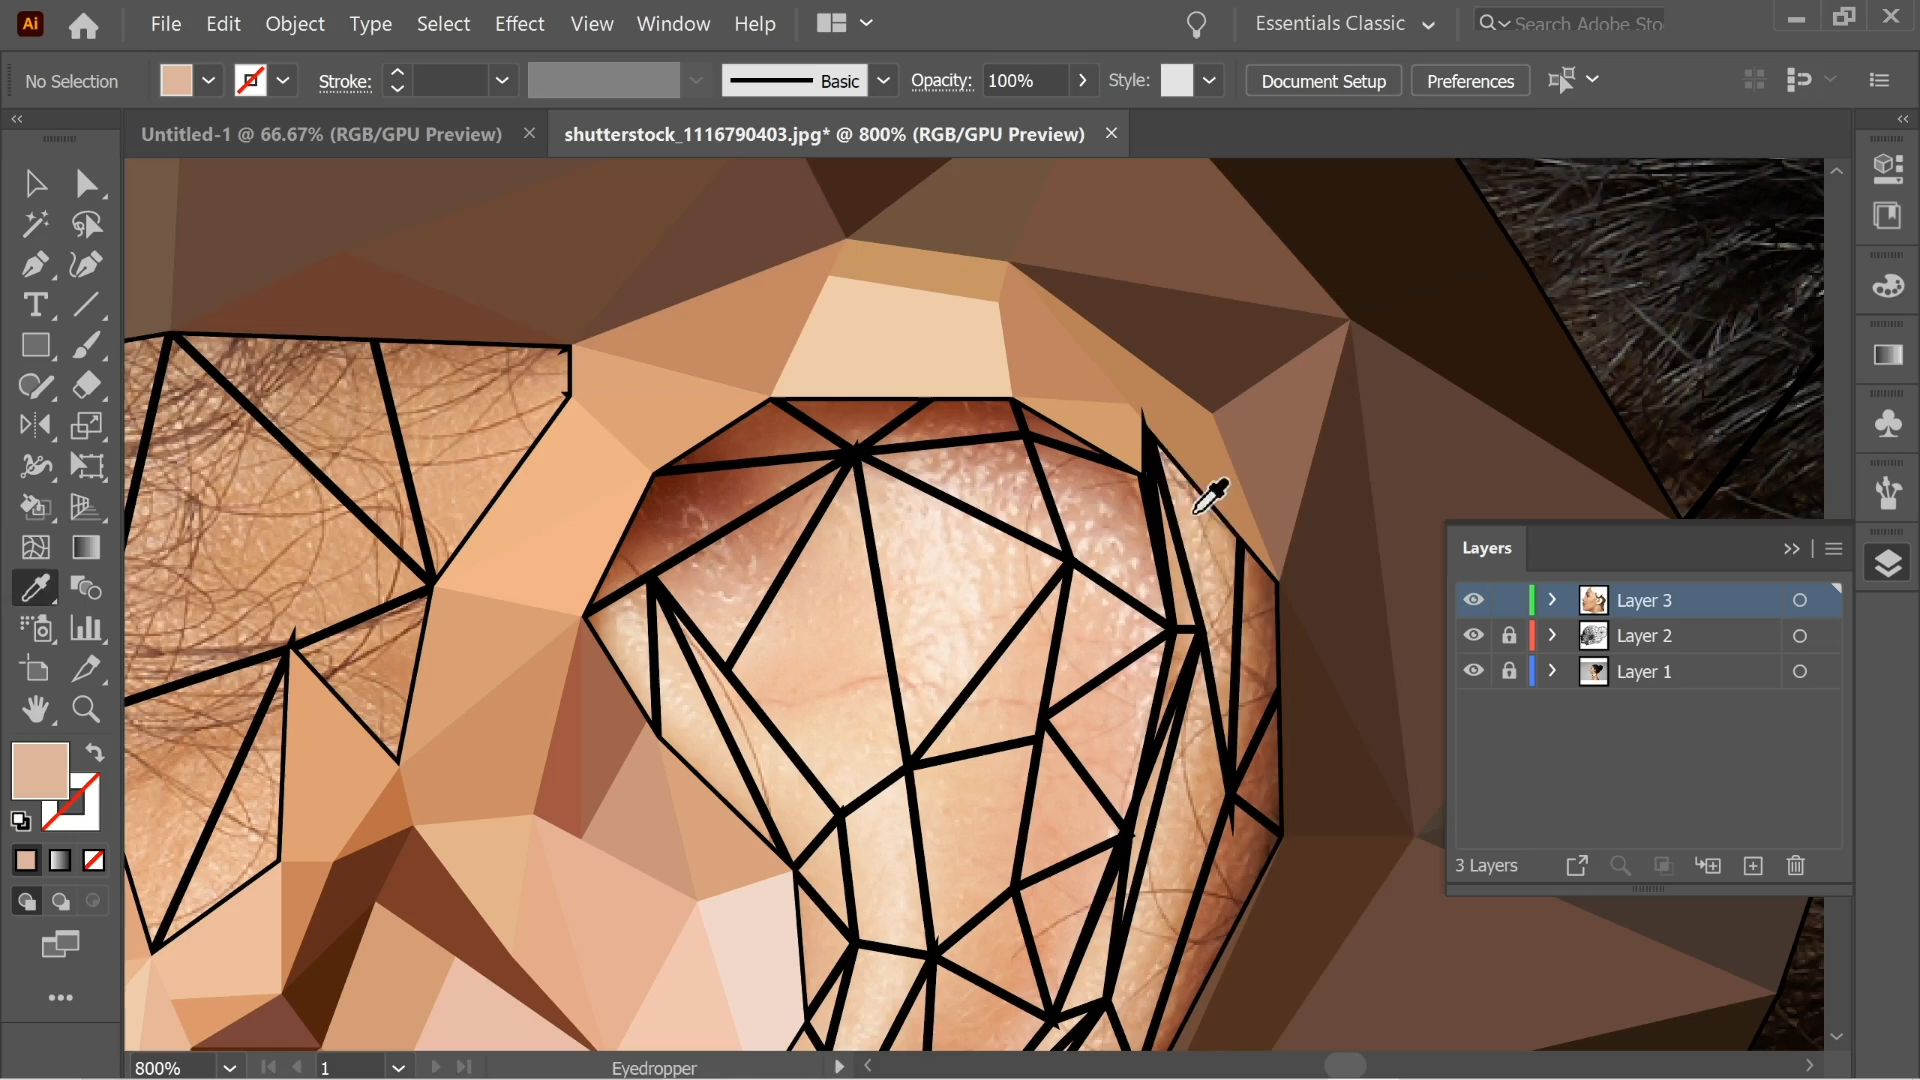 Ai File Edit Object Type Select Effect View Window Help Essentials Classic Search Adobe Sto
No Selection Stroke: Basic Opacity: 100% Style: Document Setup Preferences
Untitled-1 @ 66.67% (RGB/GPU Preview) shutterstock_1116790403.jpg* @ 800% (RGB/GPU Preview)
Layers
Layer 3
Layer 2
Layer 1
3 Layers
800% 1 Eyedropper